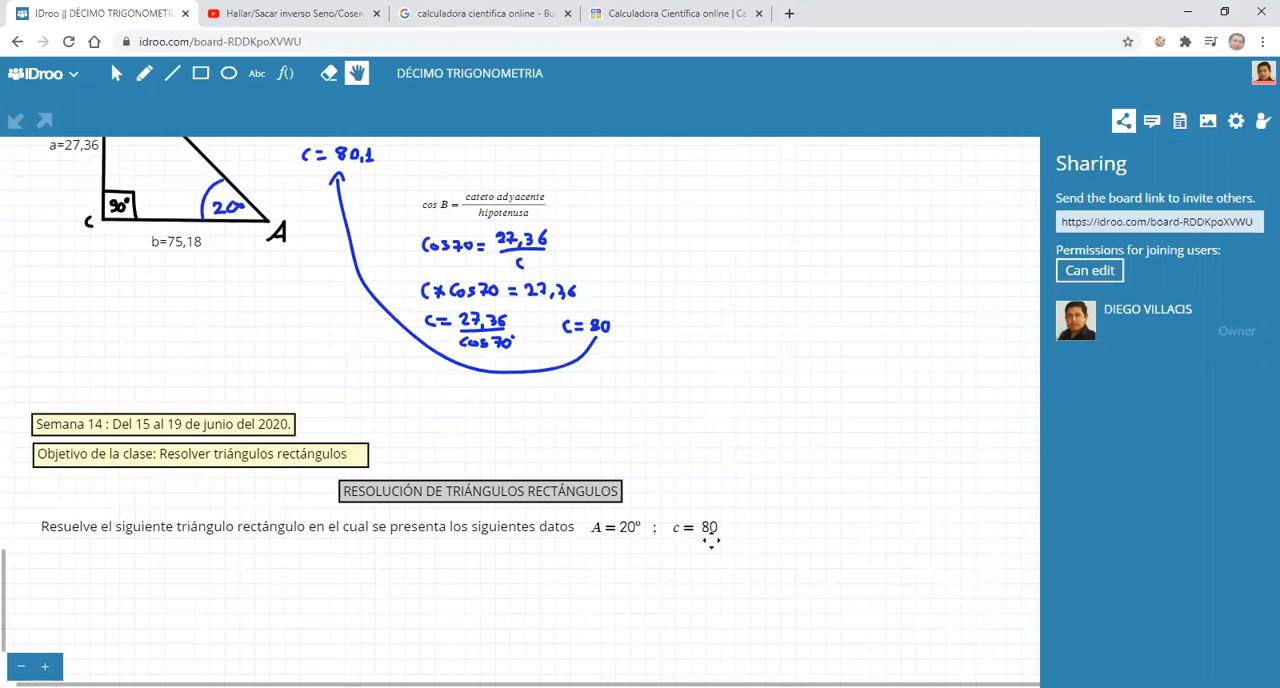 IDroo || DÉCIMO TRIGONOMETR
Hallar/Sacar inverso Seno/Coser
calculadora cientifica online - Bu
Calculadora Científica online | Ca
idroo.com/board-RDDKpoXVWU
IDroo
Abc
f()
DÉCIMO TRIGONOMETRIA
a=27,36
90°
C
20°
A
b=75,18
c = 80,1
cos B = cateto adyacente / hipotenusa
Cos70 = 27,36 / c
C * Cos70 = 27,36
C = 27,36 / cos70°
C = 80
Semana 14 : Del 15 al 19 de junio del 2020.
Objetivo de la clase: Resolver triángulos rectángulos
RESOLUCIÓN DE TRIÁNGULOS RECTÁNGULOS
Resuelve el siguiente triángulo rectángulo en el cual se presenta los siguientes datos A = 20° ; c = 80
Sharing
Send the board link to invite others.
https://idroo.com/board-RDDKpoXVWU
Permissions for joining users:
Can edit
DIEGO VILLACIS
Owner